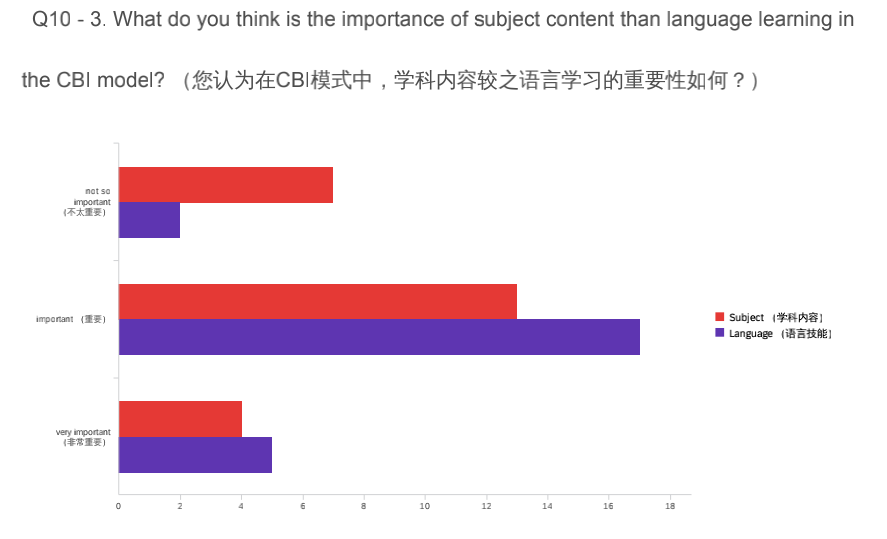 Q10 - 3. What do you think is the importance of subject content than language learning in
the CBI model? （您认为在CBI模式中，学科内容较之语言学习的重要性如何？）
not so
important
（不太重要）
important （重要）
very important
（非常重要）
Subject （学科内容）
Language （语言技能）
0 2 4 6 8 10 12 14 16 18